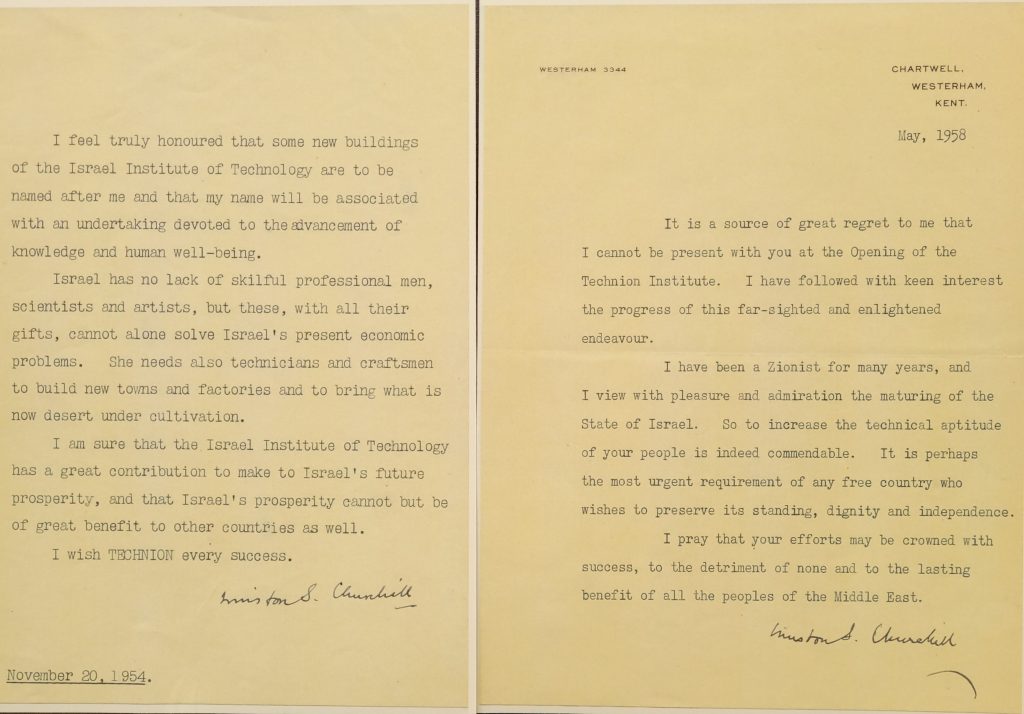 I feel truly honoured that some new buildings
of the Israel Institute of Technology are to be
named after me and that my name will be associated
with an undertaking devoted to the advancement of
knowledge and human well-being.
Israel has no lack of skilful professional men,
scientists and artists, but these, with all their
gifts, cannot alone solve Israel's present economic
problems. She needs also technicians and craftsmen
to build new towns and factories and to bring what is
now desert under cultivation.
I am sure that the Israel Institute of Technology
has a great contribution to make to Israel's future
prosperity, and that Israel's prosperity cannot but be
of great benefit to other countries as well.
I wish TECHNION every success.
Winston S. Churchill
November 20, 1954.
WESTERHAM 3344
CHARTWELL,
WESTERHAM,
KENT.
May, 1958
It is a source of great regret to me that
I cannot be present with you at the Opening of the
Technion Institute. I have followed with keen interest
the progress of this far-sighted and enlightened
endeavour.
I have been a Zionist for many years, and
I view with pleasure and admiration the maturing of the
State of Israel. So to increase the technical aptitude
of your people is indeed commendable. It is perhaps
the most urgent requirement of any free country who
wishes to preserve its standing, dignity and independence.
I pray that your efforts may be crowned with
success, to the detriment of none and to the lasting
benefit of all the peoples of the Middle East.
Winston S. Churchill